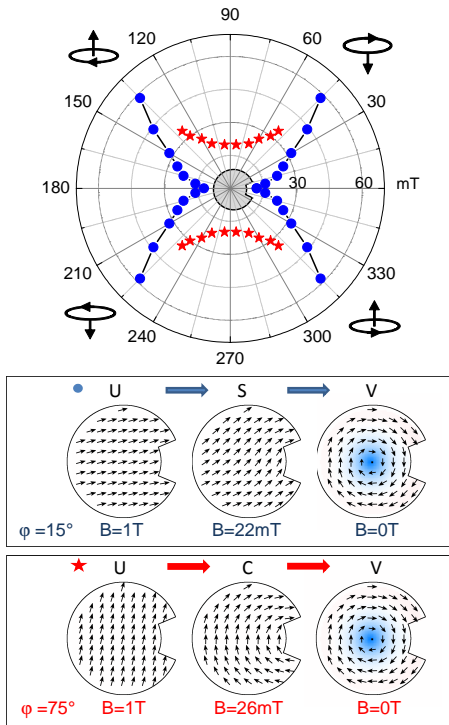 90
120 60
150 30
180 30 60 mT
210 330
240 300
270
U S V
φ =15° B=1T B=22mT B=0T
U C V
φ =75° B=1T B=26mT B=0T